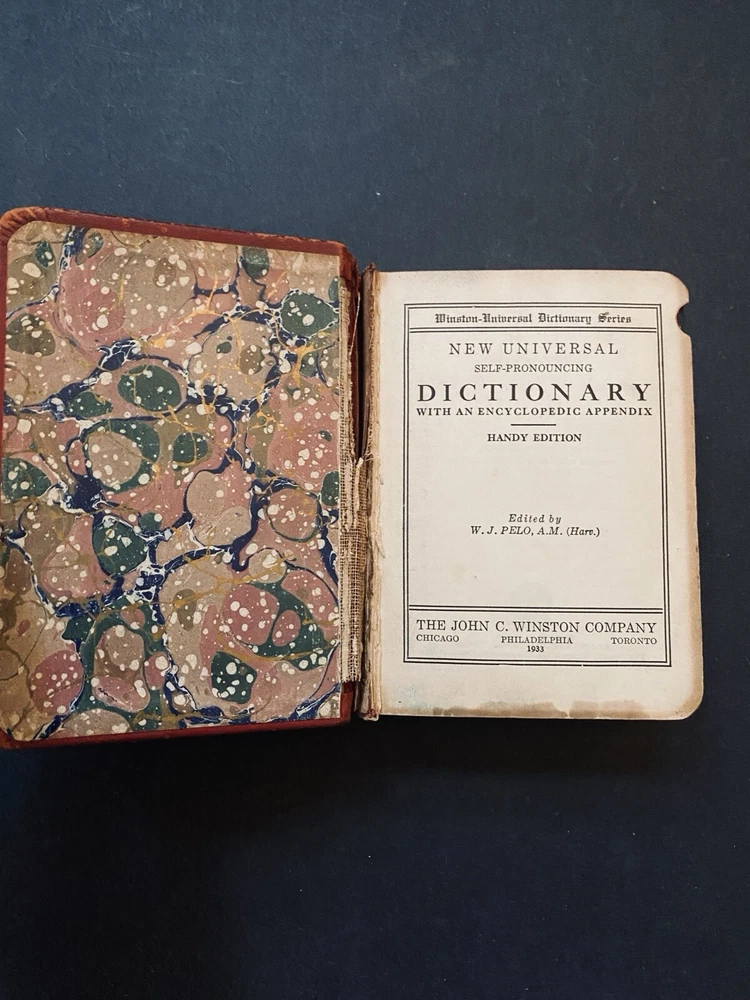 Winston-Universal Dictionary Series
NEW UNIVERSAL
SELF-PRONOUNCING
DICTIONARY
WITH AN ENCYCLOPEDIC APPENDIX
HANDY EDITION
Edited by
W. J. PELO, A.M. (Harv.)
THE JOHN C. WINSTON COMPANY
CHICAGO PHILADELPHIA TORONTO
1933